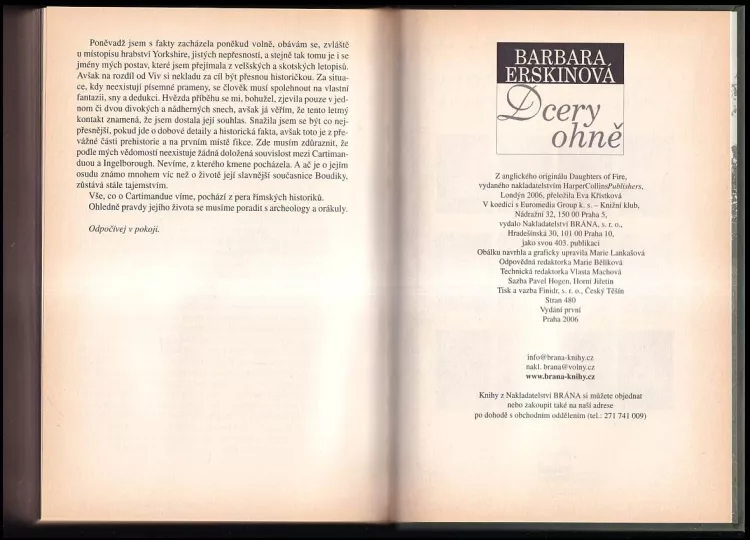 Poněvadž jsem s fakty zacházela poněkud volně, obávám se, zvláště
u místopisu hrabství Yorkshire, jistých nepřesností, a stejně tak tomu je i se
jmény mých postav, které jsem přejímala z velšských a skotských letopisů.
Avšak na rozdíl od Viv si nekladu za cíl být přesnou historičkou. Za situa-
ce, kdy neexistují písemné prameny, se člověk musí spolehnout na vlastní
fantazii, sny a dedukci. Hvězda příběhu se mi, bohužel, zjevila pouze v jed-
nom či dvou divokých a nádherných snech, avšak já věřím, že tento letmý
kontakt znamená, že jsem dostala její souhlas. Snažila jsem se být co nej-
přesnější, pokud jde o dobové detaily a historická fakta, avšak toto je z pře-
vážné části prehistorie a na prvním místě fikce. Zde musím zdůraznit, že
podle mých vědomostí neexistuje žádná doložená souvislost mezi Cartiman-
duou a Ingelborough. Nevíme, z kterého kmene pocházela. A ač je o jejím
osudu známo mnohem víc než o životě její slavnější současnice Boudiky,
zůstává stále tajemstvím.
Vše, co o Cartimandue víme, pochází z pera římských historiků.
Ohledně pravdy jejího života se musíme poradit s archeology a orákuly.
Odpočívej v pokoji.
BARBARA
ERSKINOVÁ
Dcery
ohně
Z anglického originálu Daughters of Fire,
vydaného nakladatelstvím HarperCollinsPublishers,
Londýn 2006, přeložila Eva Křístková
V koedici s Euromedia Group k. s. – Knižní klub,
Nádražní 32, 150 00 Praha 5,
vydalo Nakladatelství BRÁNA, s. r. o.,
Hradešínská 30, 101 00 Praha 10,
jako svou 403. publikaci
Obálku navrhla a graficky upravila Marie Lankašová
Odpovědná redaktorka Marie Bělíková
Technická redaktorka Vlasta Machová
Sazba Pavel Hogen, Horní Jiřetín
Tisk a vazba Finidr, s. r. o., Český Těšín
Stran 480
Vydání první
Praha 2006
info@brana-knihy.cz
nakl. brana@volny.cz
www.brana-knihy.cz
Knihy z Nakladatelství BRÁNA si můžete objednat
nebo zakoupit také na naší adrese
po dohodě s obchodním oddělením (tel.: 271 741 009)